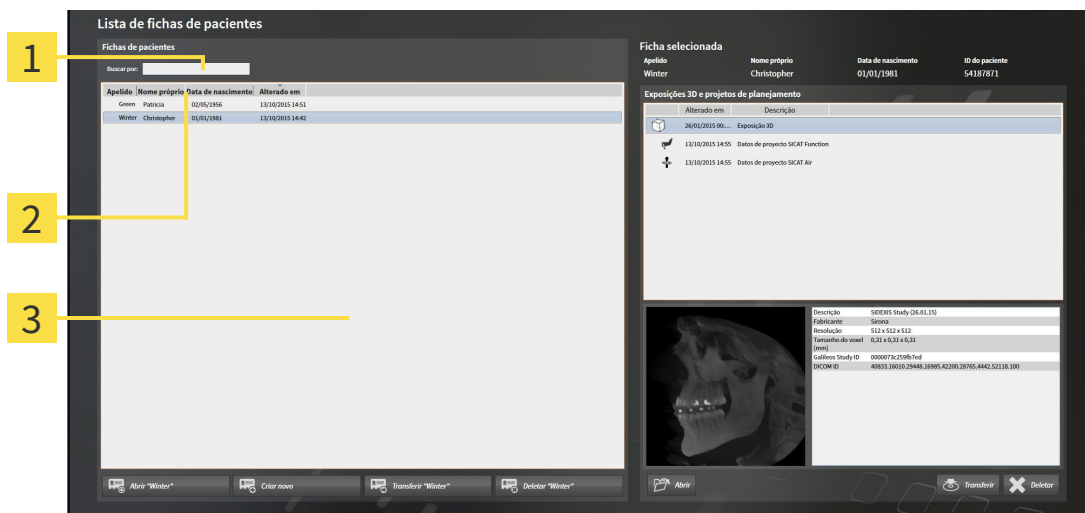 Lista de fichas de pacientes
Fichas de pacientes
1
Buscar por:
Apelido Nome próprio Data de nascimento Alterado em
Green Patricia 02/05/1956 13/10/2015 14:51
Winter Christopher 01/01/1981 13/10/2015 14:42
2
3
Abrir "Winter"
Criar novo
Transferir "Winter"
Deletar "Winter"
Ficha selecionada
Apelido Nome próprio Data de nascimento ID do paciente
Winter Christopher 01/01/1981 54187871
Exposiçõe 3D e projetos de planejamento
Alterado em Descrição
26/01/2015 00:... Exposição 3D
13/10/2015 14:55 Datos de proyecto SICAT Function
13/10/2015 14:55 Datos de proyecto SICAT Air
Descrição SIDEXIS Study (26.01.15)
Fabricante Sirona
Resolução 512 x 512 x 512
Tamanho do voxel 0,31 x 0,31 x 0,31
[mm]
Galileos Study ID 0000073c259fb7ed
DICOM ID 40833.16010.29448.16985.42200.28765.4442.52118.100
Abrir
Transferir
Deletar